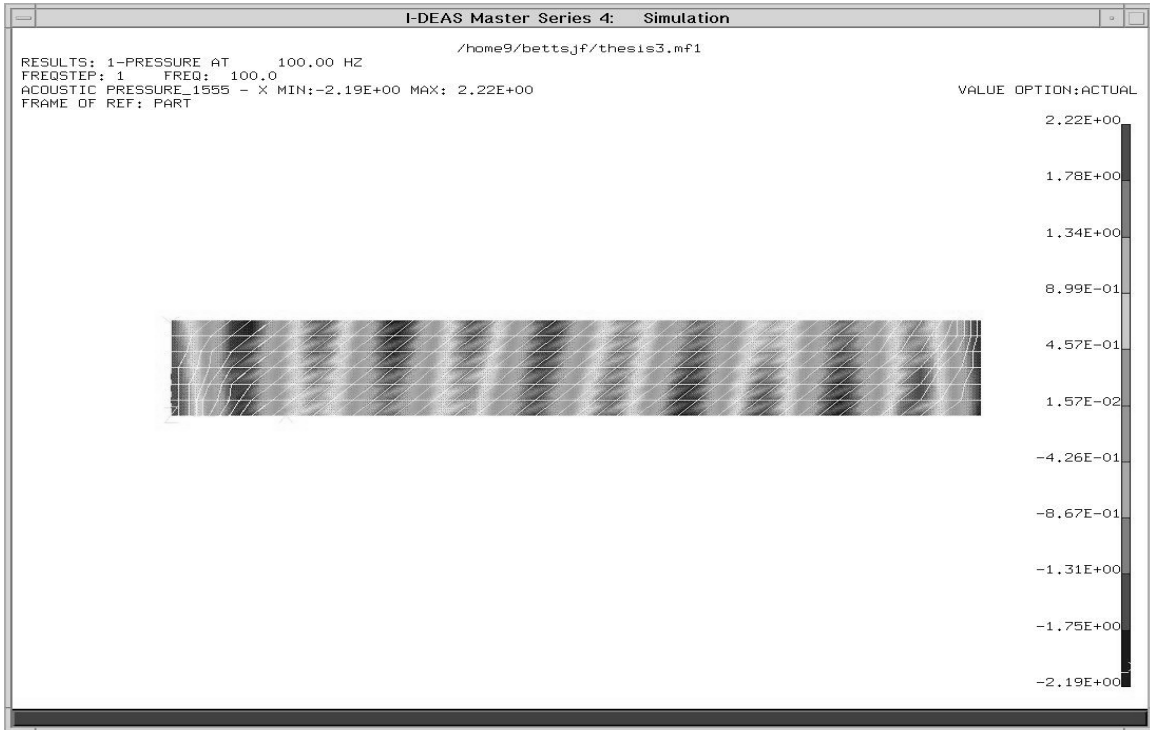 I-DEAS Master Series 4: Simulation
/home9/bettsjf/thesis3.mf1
RESULTS: 1-PRESSURE AT 100.00 HZ
FREQSTEP: 1 FREQ: 100.0
ACOUSTIC PRESSURE_1555 - X MIN:-2.19E+00 MAX: 2.22E+00
FRAME OF REF: PART
VALUE OPTION:ACTUAL
2.22E+00
1.78E+00
1.34E+00
8.99E-01
4.57E-01
1.57E-02
-4.26E-01
-8.67E-01
-1.31E+00
-1.75E+00
-2.19E+00